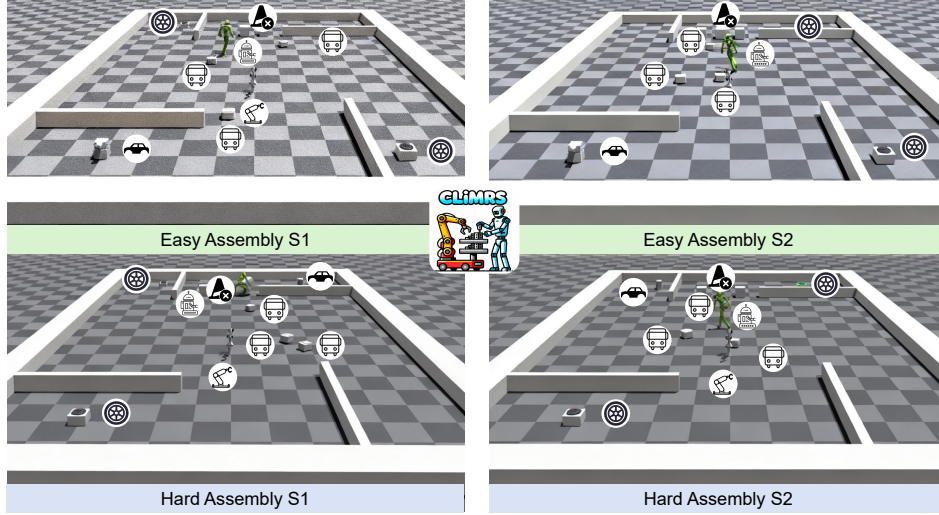 CLiMRS
Easy Assembly S1
Easy Assembly S2
Hard Assembly S1
Hard Assembly S2